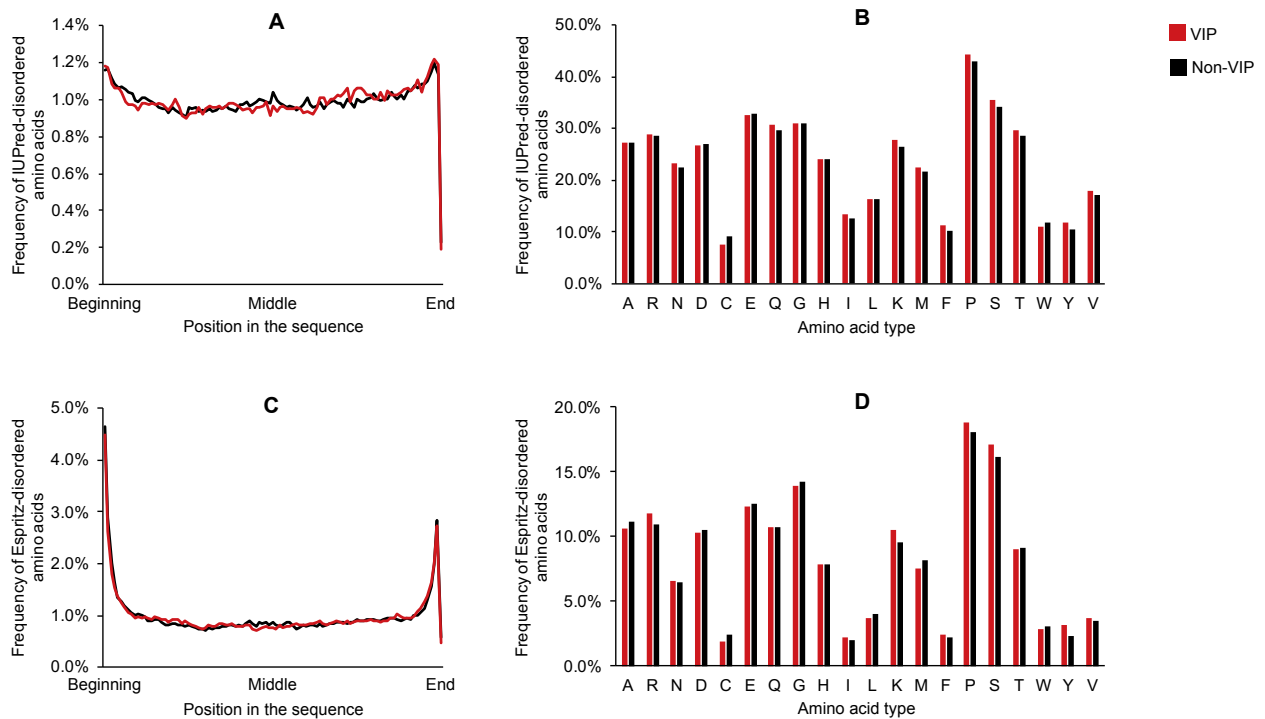 A
Frequency of IUPred-disordered
amino acids
1.4%
1.2%
1.0%
0.8%
0.6%
0.4%
0.2%
0.0%
Beginning Middle End
Position in the sequence
B
Frequency of IUPred-disordered
amino acids
50.0%
40.0%
30.0%
20.0%
10.0%
0.0%
A R N D C E Q G H I L K M F P S T W Y V
Amino acid type
VIP
Non-VIP
C
Frequency of Espritz-disordered
amino acids
5.0%
4.0%
3.0%
2.0%
1.0%
0.0%
Beginning Middle End
Position in the sequence
D
Frequency of Espritz-disordered
amino acids
20.0%
15.0%
10.0%
5.0%
0.0%
A R N D C E Q G H I L K M F P S T W Y V
Amino acid type